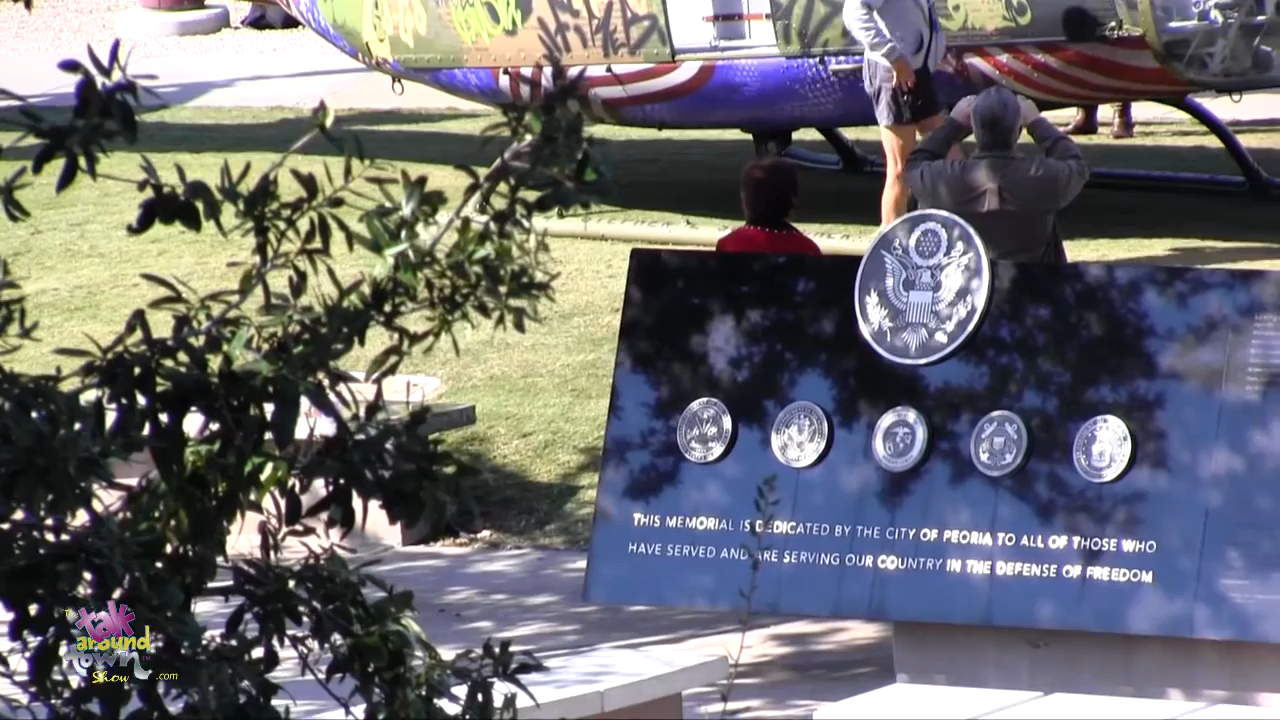 THIS MEMORIAL IS DEDICATED BY THE CITY OF PEORIA TO ALL OF THOSE WHO
HAVE SERVED AND ARE SERVING OUR COUNTRY IN THE DEFENSE OF FREEDOM
The
talk
around
town
Show
.com